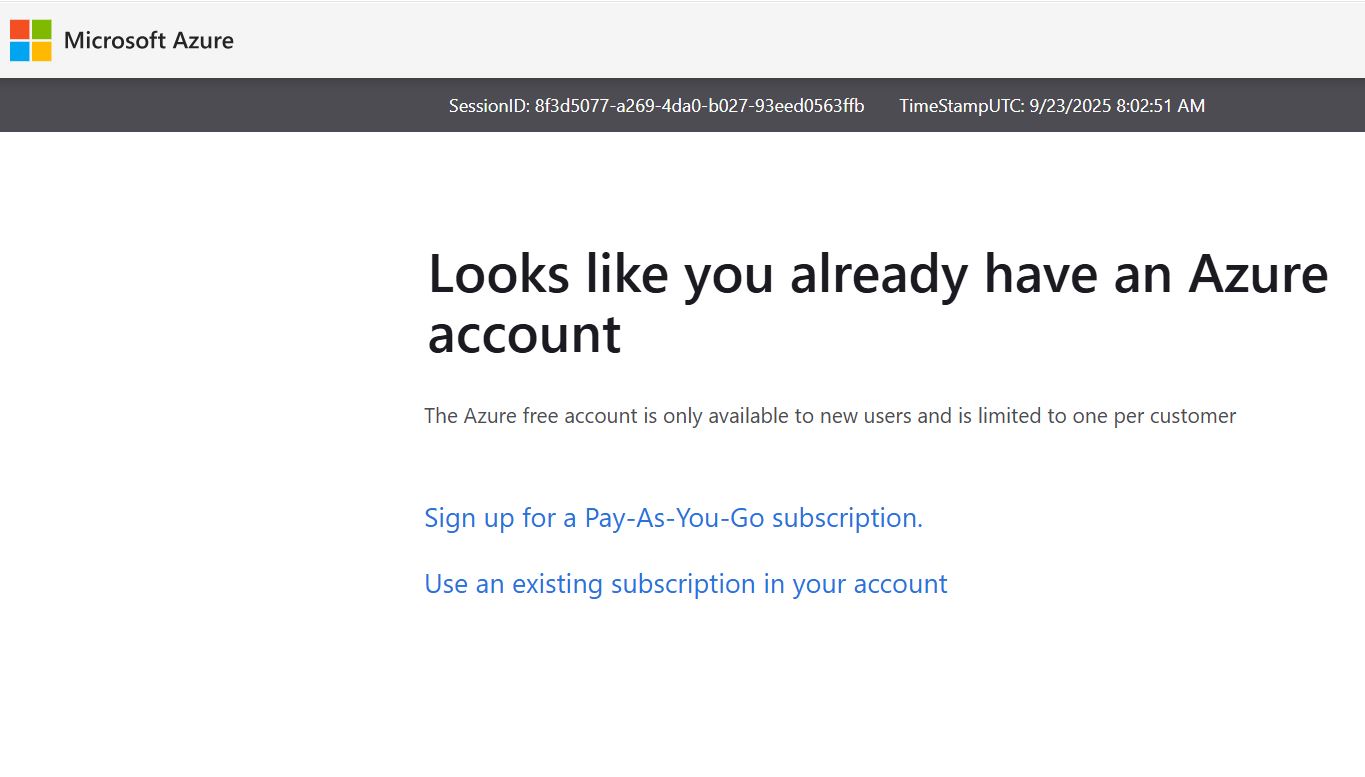 Microsoft Azure
SessionID: 8f3d5077-a269-4da0-b027-93eed0563ffb TimeStampUTC: 9/23/2025 8:02:51 AM
Looks like you already have an Azure
account
The Azure free account is only available to new users and is limited to one per customer
Sign up for a Pay-As-You-Go subscription.
Use an existing subscription in your account